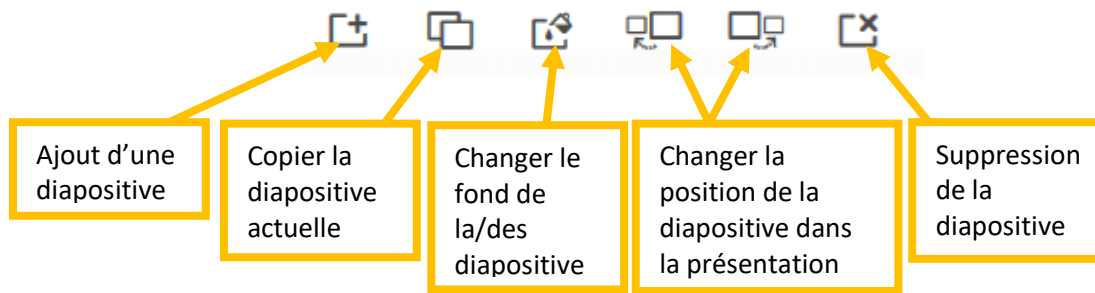 Ajout d’une
diapositive
Copier la
diapositive
actuelle
Changer le
fond de
la/des
diapositive
Changer la
position de la
diapositive dans
la présentation
Suppression
de la
diapositive